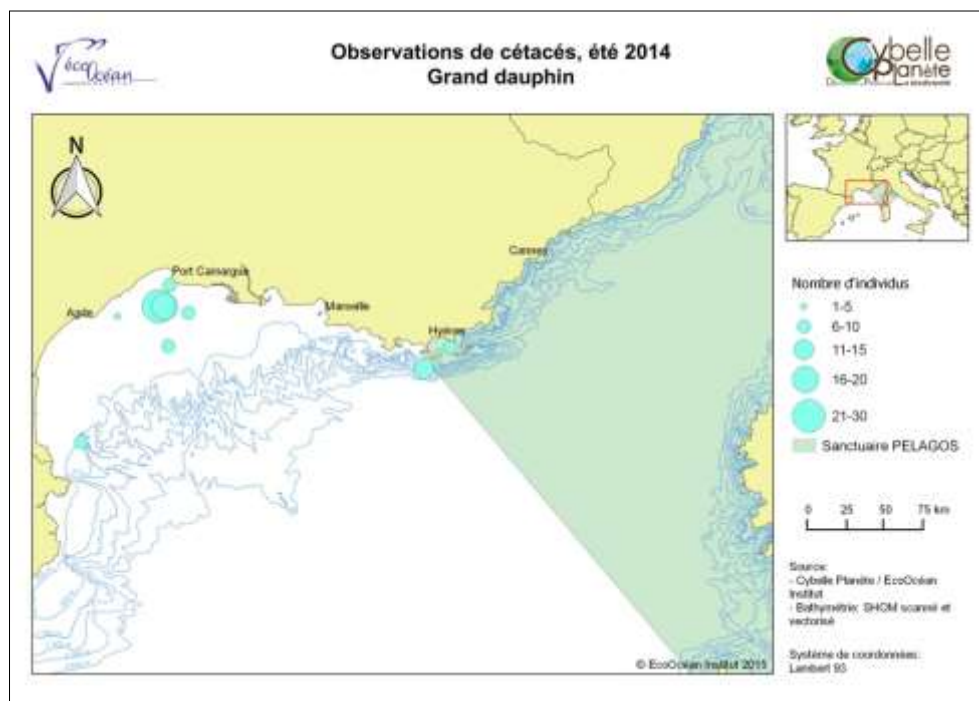 écoOcéan
Observations de cétacés, été 2014
Grand dauphin
Cybelle
Planète
N
Cannes
Port Camargue
Agde
Marseille
Hyères
Nombre d'individus
1-5
6-10
11-15
16-20
21-30
Sanctuaire PELAGOS
0 25 50 75 km
Source:
- Cybelle Planète / EcoOcéan
Institut
- Bathymétrie: SHOM scanné et
vectorisé
Système de coordonnées:
Lambert 93
© EcoOcéan Institut 2015